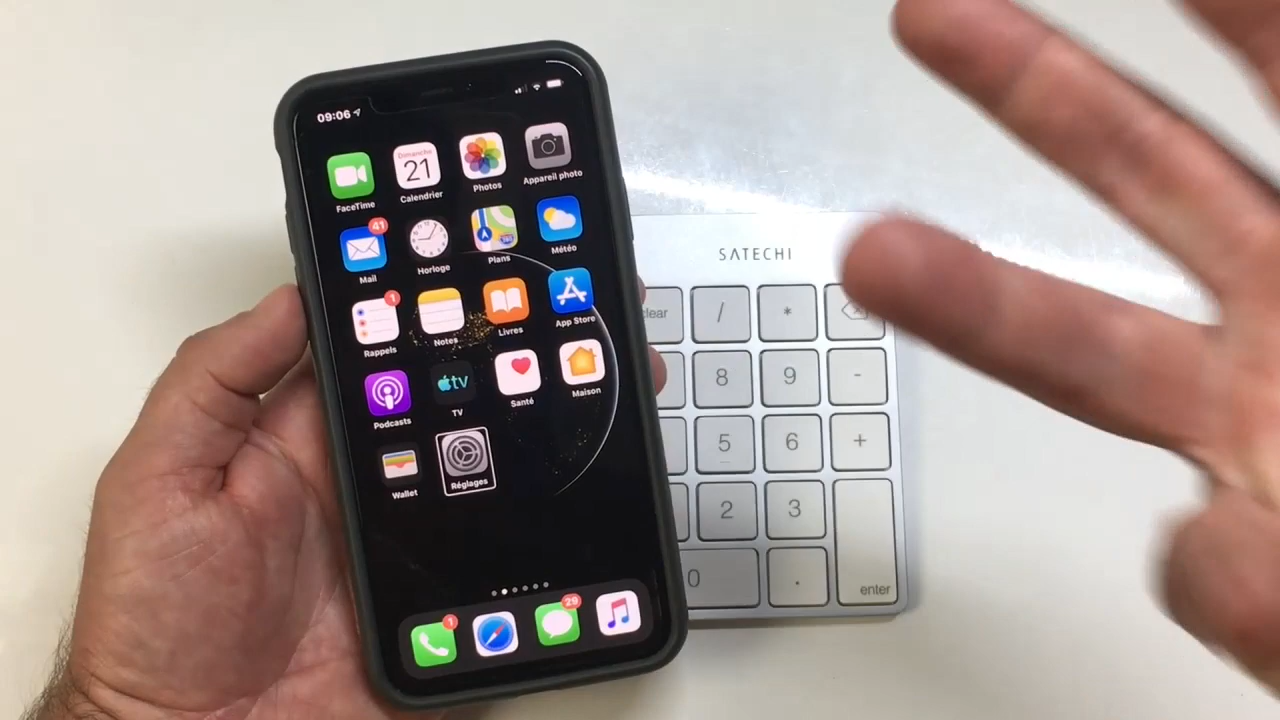 09:06
Dimanche
21
FaceTime
Calendrier
Photos
Appareil photo
41
Mail
Horloge
Plans
Météo
1
Rappels
Notes
Livres
App Store
Podcasts
tv
TV
Santé
Maison
Wallet
Réglages
1
29
SATECHI
clear
/
*
8
9
-
5
6
+
2
3
0
.
enter